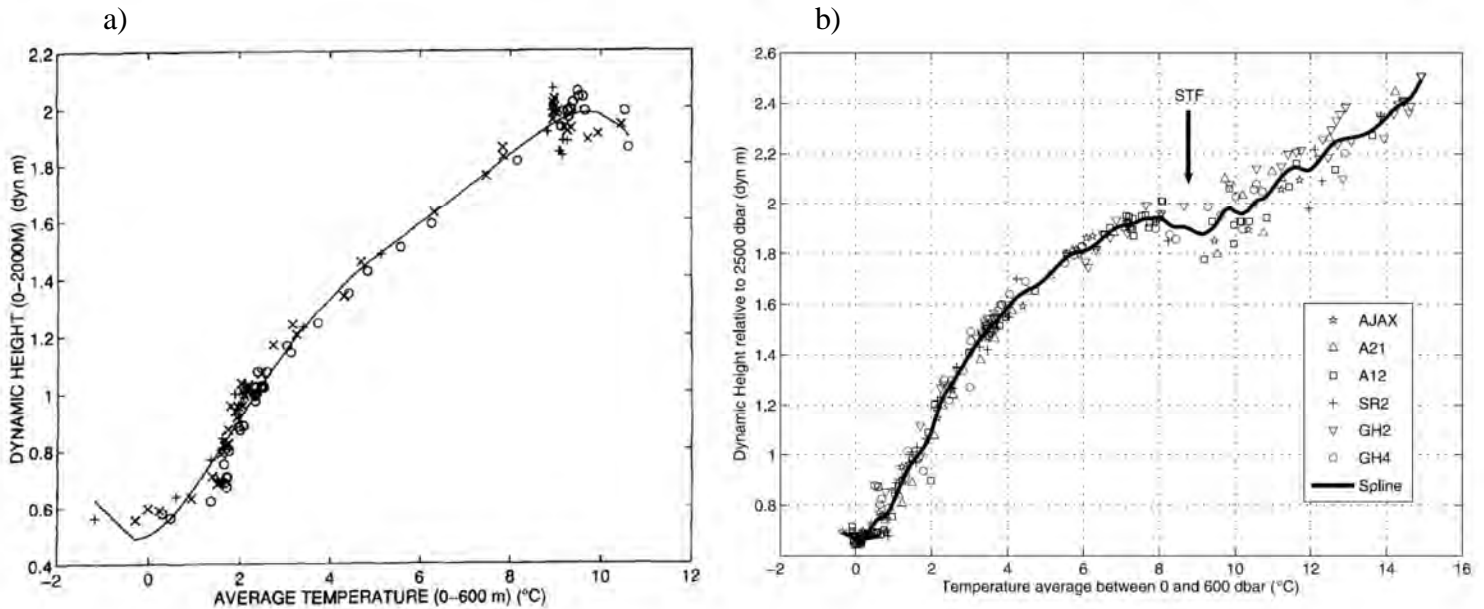 a)
2.2
2
1.8
1.6
1.4
1.2
1
0.8
0.6
0.4
DYNAMIC HEIGHT (0-2000M) (dyn m)
-2 0 2 4 6 8 10 12
AVERAGE TEMPERATURE (0-600 m) (°C)
b)
2.6
2.4
2.2
2
1.8
1.6
1.4
1.2
1
0.8
Dynamic Height relative to 2500 dbar (dyn m)
STF
AJAX
A21
A12
SR2
GH2
GH4
Spline
-2 0 2 4 6 8 10 12 14 16
Temperature average between 0 and 600 dbar (°C)